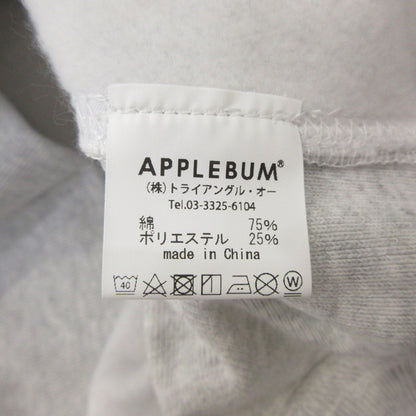 APPLEBUM®
(株)トライアングル・オー
Tel.03-3325-6104
綿 75%
ポリエステル 25%
made in China
40 W